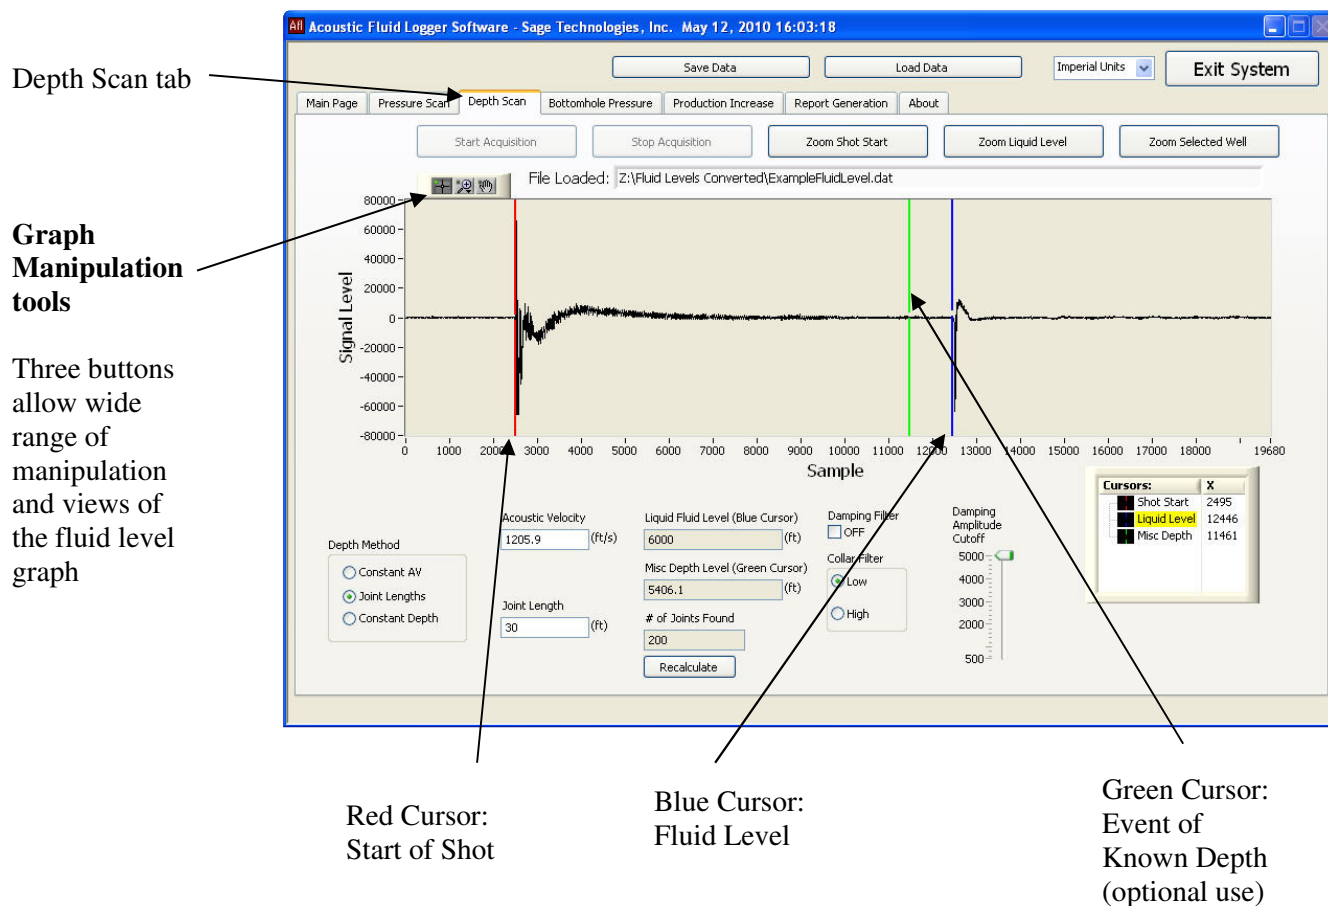 Afl Acoustic Fluid Logger Software - Sage Technologies, Inc. May 12, 2010 16:03:18
Save Data
Load Data
Imperial Units
Exit System
Depth Scan tab
Main Page
Pressure Scan
Depth Scan
Bottomhole Pressure
Production Increase
Report Generation
About
Start Acquisition
Stop Acquisition
Zoom Shot Start
Zoom Liquid Level
Zoom Selected Well
File Loaded: Z:\Fluid Levels Converted\ExampleFluidLevel.dat
Graph
Manipulation
tools
Three buttons
allow wide
range of
manipulation
and views of
the fluid level
graph
Signal Level
80000
60000
40000
20000
0
-20000
-40000
-60000
-80000
0 1000 2000 3000 4000 5000 6000 7000 8000 9000 10000 11000 12000 13000 14000 15000 16000 17000 18000 19680
Sample
Cursors: X
Shot Start 2495
Liquid Level 12446
Misc Depth 11461
Depth Method
Constant AV
Joint Lengths
Constant Depth
Acoustic Velocity
1205.9 (ft/s)
Joint Length
30 (ft)
Liquid Fluid Level (Blue Cursor)
6000 (ft)
Misc Depth Level (Green Cursor)
5406.1 (ft)
# of Joints Found
200
Recalculate
Damping Filter
OFF
Collar Filter
Low
High
Damping
Amplitude
Cutoff
5000
4000
3000
2000
500
Red Cursor:
Start of Shot
Blue Cursor:
Fluid Level
Green Cursor:
Event of
Known Depth
(optional use)